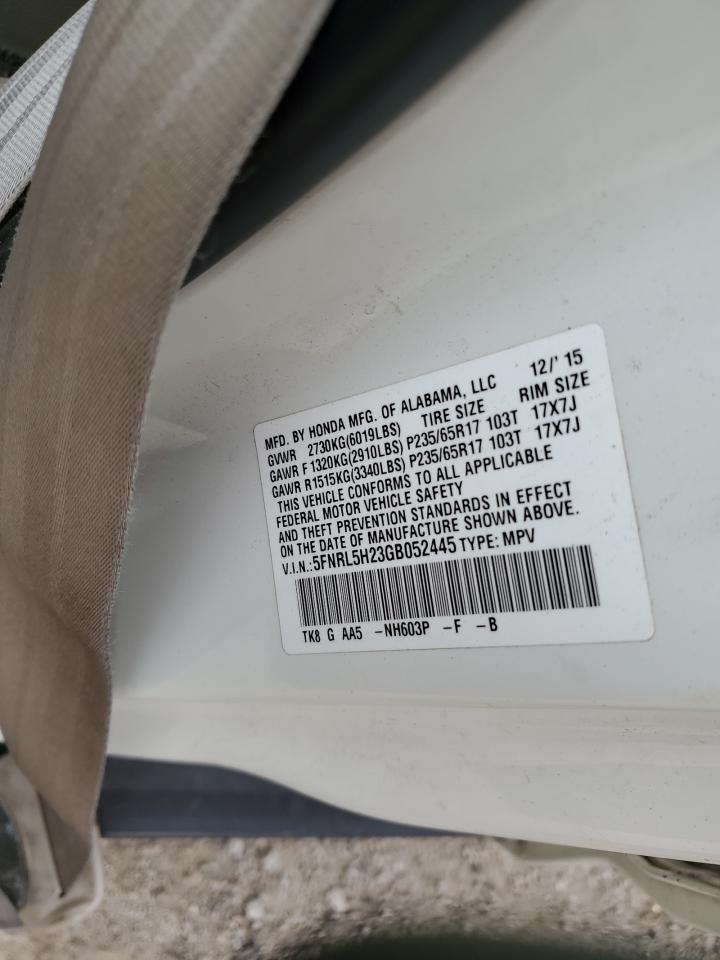 MFD. BY HONDA MFG. OF ALABAMA, LLC 12/'15
GVWR 2730KG(6019LBS) TIRE SIZE RIM SIZE
GAWR F 1320KG(2910LBS) P235/65R17 103T 17X7J
GAWR R1515KG(3340LBS) P235/65R17 103T 17X7J
THIS VEHICLE CONFORMS TO ALL APPLICABLE
FEDERAL MOTOR VEHICLE SAFETY
AND THEFT PREVENTION STANDARDS IN EFFECT
ON THE DATE OF MANUFACTURE SHOWN ABOVE.
V.I.N.:5FNRL5H23GB052445 TYPE: MPV
TK8 G AA5 -NH603P -F -B